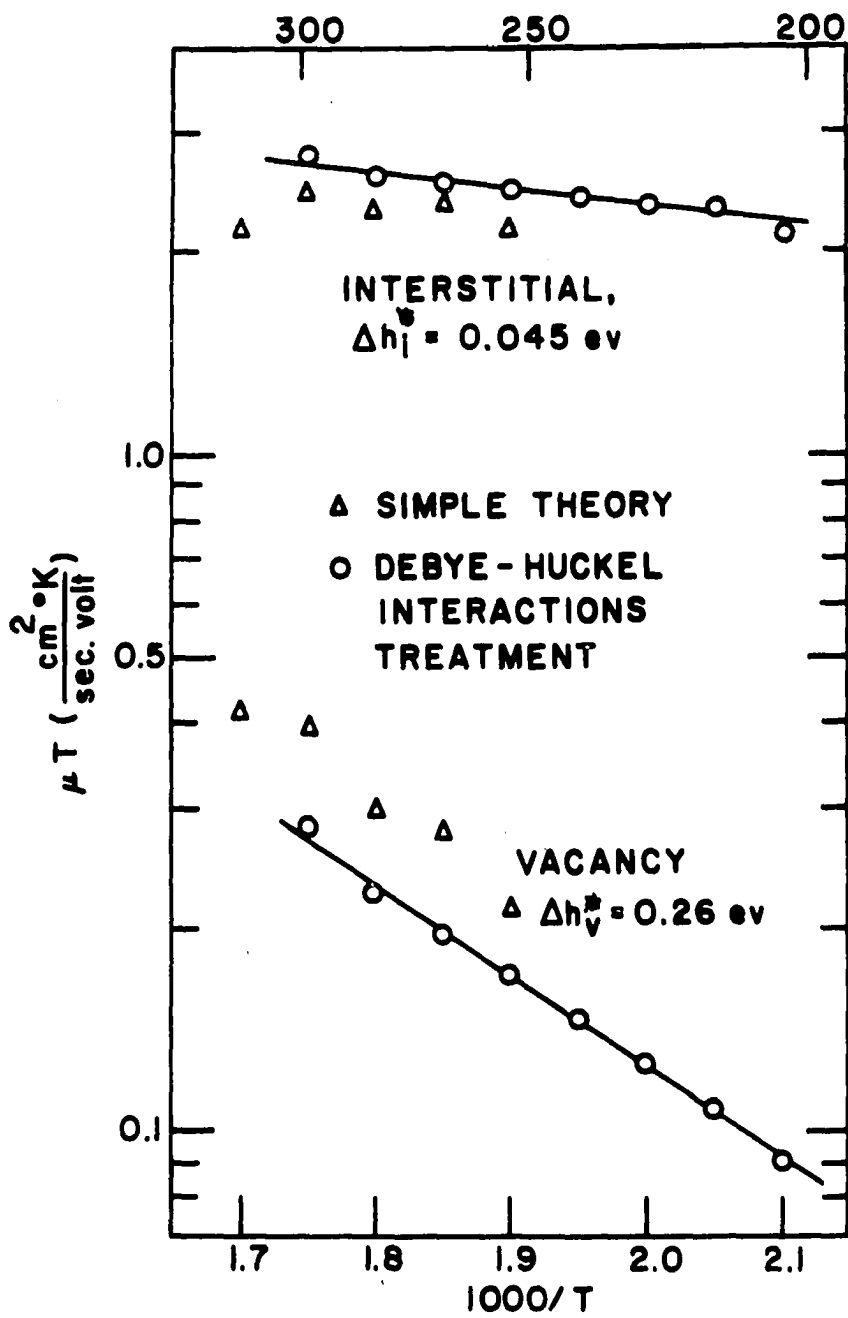 300 250 200
INTERSTITIAL,
Δh*i = 0.045 ev
1.0
Δ SIMPLE THEORY
O DEBYE-HUCKEL
INTERACTIONS
TREATMENT
μT (cm² °K / sec. volt)
0.5
VACANCY
Δh*v = 0.26 ev
0.1
1.7 1.8 1.9 2.0 2.1
1000/T